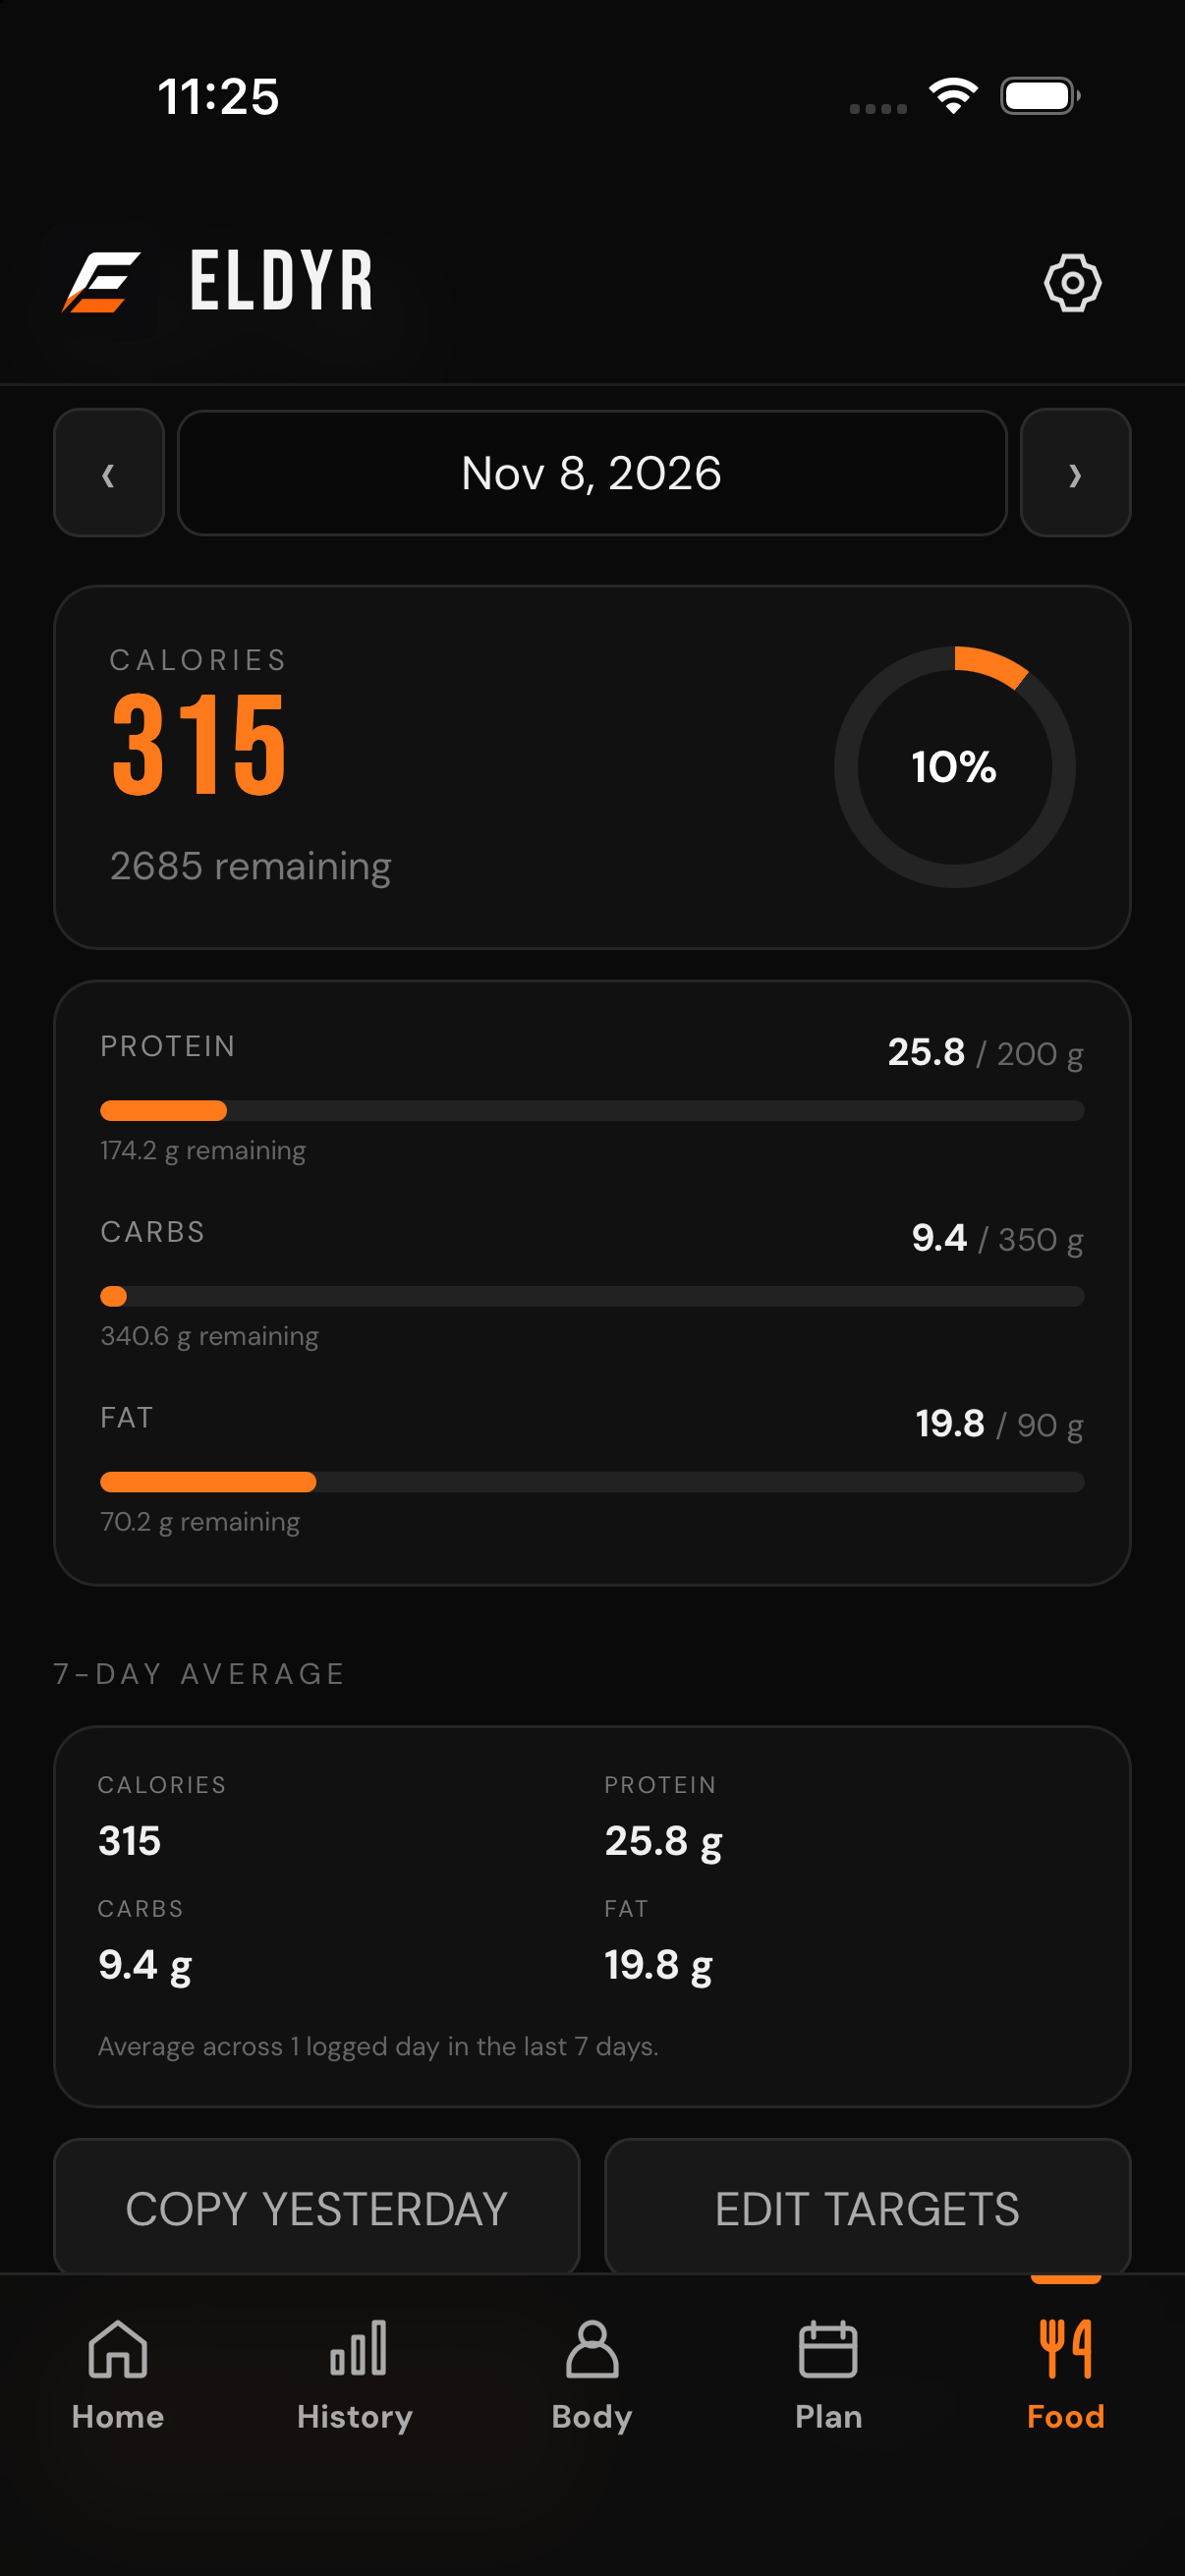 11:25
ELDYR
‹ Nov 8, 2026 ›
CALORIES
315
10%
2685 remaining
PROTEIN 25.8 / 200 g
174.2 g remaining
CARBS 9.4 / 350 g
340.6 g remaining
FAT 19.8 / 90 g
70.2 g remaining
7-DAY AVERAGE
CALORIES PROTEIN
315 25.8 g
CARBS FAT
9.4 g 19.8 g
Average across 1 logged day in the last 7 days.
COPY YESTERDAY EDIT TARGETS
Home History Body Plan Food